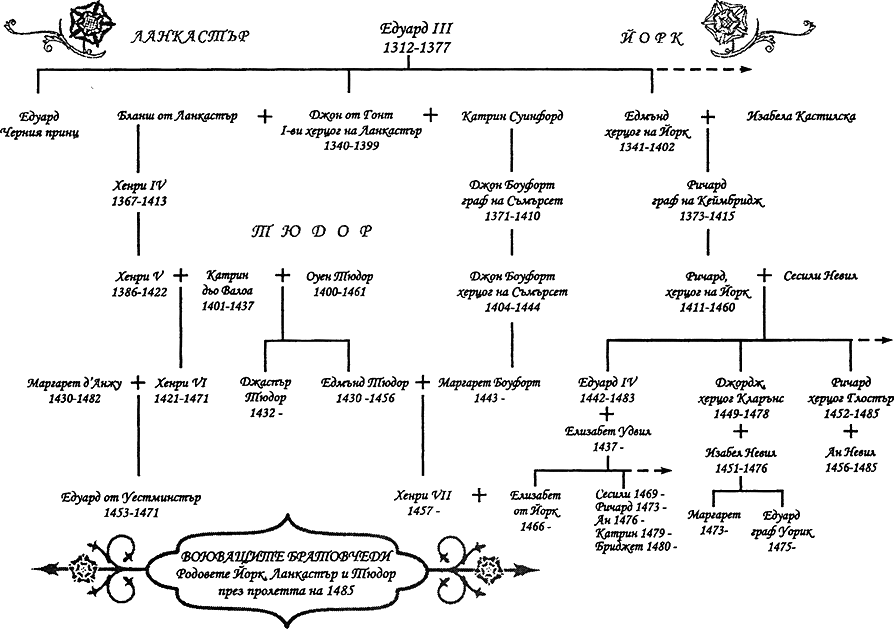 ЛАНКАСТЪР
Едуард III
1312-1377
ЙОРК
Едуард
Черния принц
Бланш от Ланкастър + Джон от Гонт
I-ви херцог на Ланкастър
1340-1399
+ Катрин Суинфорд
Едмънд
херцог на Йорк
1341-1402
+ Изабела Кастилска
Хенри IV
1367-1413
Джон Боуфорт
граф на Съмърсет
1371-1410
Ричард
граф на Кеймбридж
1373-1415
ТЮДОР
Хенри V
1386-1422
+ Катрин
дьо Валоа
1401-1437
+ Оуен Тюдор
1400-1461
Джон Боуфорт
херцог на Съмърсет
1404-1444
Ричард,
херцог на Йорк
1411-1460
+ Сесили Невил
Маргарет д'Анжу
1430-1482
+ Хенри VI
1421-1471
Джаспър
Тюдор
1432 -
Едмънд Тюдор
1430 -1456
+ Маргарет Боуфорт
1443 -
Едуард IV
1442-1483
+
Елизабет Удвил
1437 -
Джордж,
херцог Кларънс
1449-1478
+
Изабел Невил
1451-1476
Ричард
херцог Глостър
1452-1485
+
Ан Невил
1456-1485
Едуард от Уестминстър
1453-1471
Хенри VII
1457 -
+ Елизабет
от Йорк
1466 -
Сесили 1469 -
Ричард 1473 -
Ан 1476 -
Катрин 1479 -
Бриджет 1480 -
Маргарет
1473-
Едуард
граф Уорик
1475-
ВОЮВАЩИТЕ БРАТОВЧЕДИ
Родовете Йорк, Ланкастър и Тюдор
през пролетта на 1485